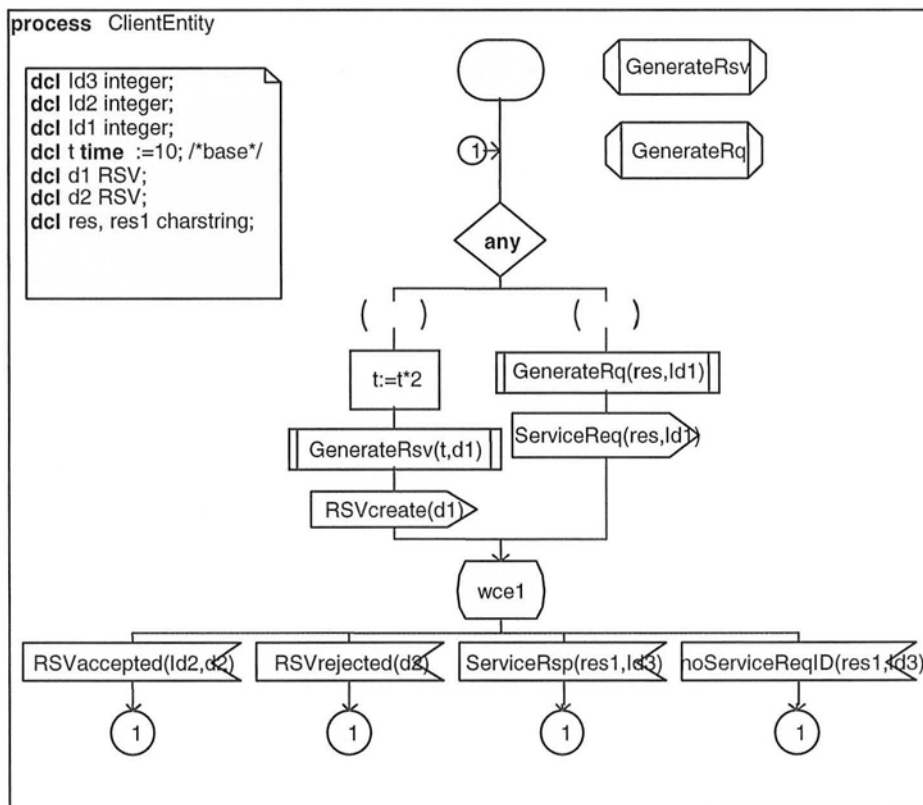 process ClientEntity
dcl Id3 integer;
dcl Id2 integer;
dcl Id1 integer;
dcl t time :=10; /*base*/
dcl d1 RSV;
dcl d2 RSV;
dcl res, res1 charstring;
GenerateRsv
1
GenerateRq
any
( ) ( )
t:=t*2
GenerateRq(res,Id1)
ServiceReq(res,Id1)
GenerateRsv(t,d1)
RSVcreate(d1)
wce1
RSVaccepted(Id2,d2) RSVrejected(d2) ServiceRsp(res1,Id3) noServiceReqID(res1,Id3)
1 1 1 1